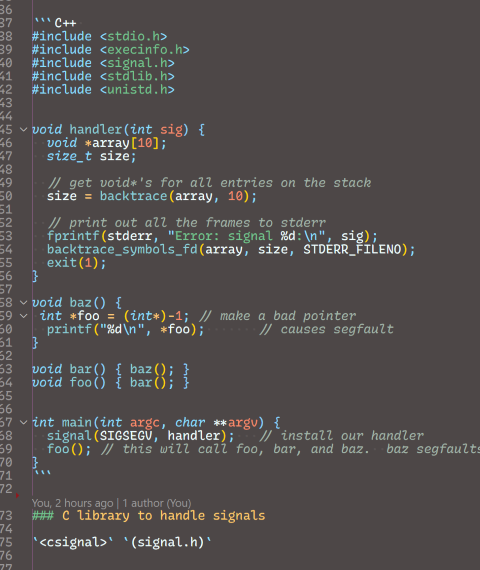 36
37 ```C++
38 #include <stdio.h>
39 #include <execinfo.h>
40 #include <signal.h>
41 #include <stdlib.h>
42 #include <unistd.h>
43
44
45 void handler(int sig) {
46 void *array[10];
47 size_t size;
48
49 // get void*'s for all entries on the stack
50 size = backtrace(array, 10);
51
52 // print out all the frames to stderr
53 fprintf(stderr, "Error: signal %d:\n", sig);
54 backtrace_symbols_fd(array, size, STDERR_FILENO);
55 exit(1);
56 }
57
58 void baz() {
59 int *foo = (int*)-1; // make a bad pointer
60 printf("%d\n", *foo); // causes segfault
61 }
62
63 void bar() { baz(); }
64 void foo() { bar(); }
65
66
67 int main(int argc, char **argv) {
68 signal(SIGSEGV, handler); // install our handler
69 foo(); // this will call foo, bar, and baz. baz segfaults
70 }
71 ```
72
You, 2 hours ago | 1 author (You)
73 ### C library to handle signals
74
75 `<csignal>` `(signal.h)`
76
77